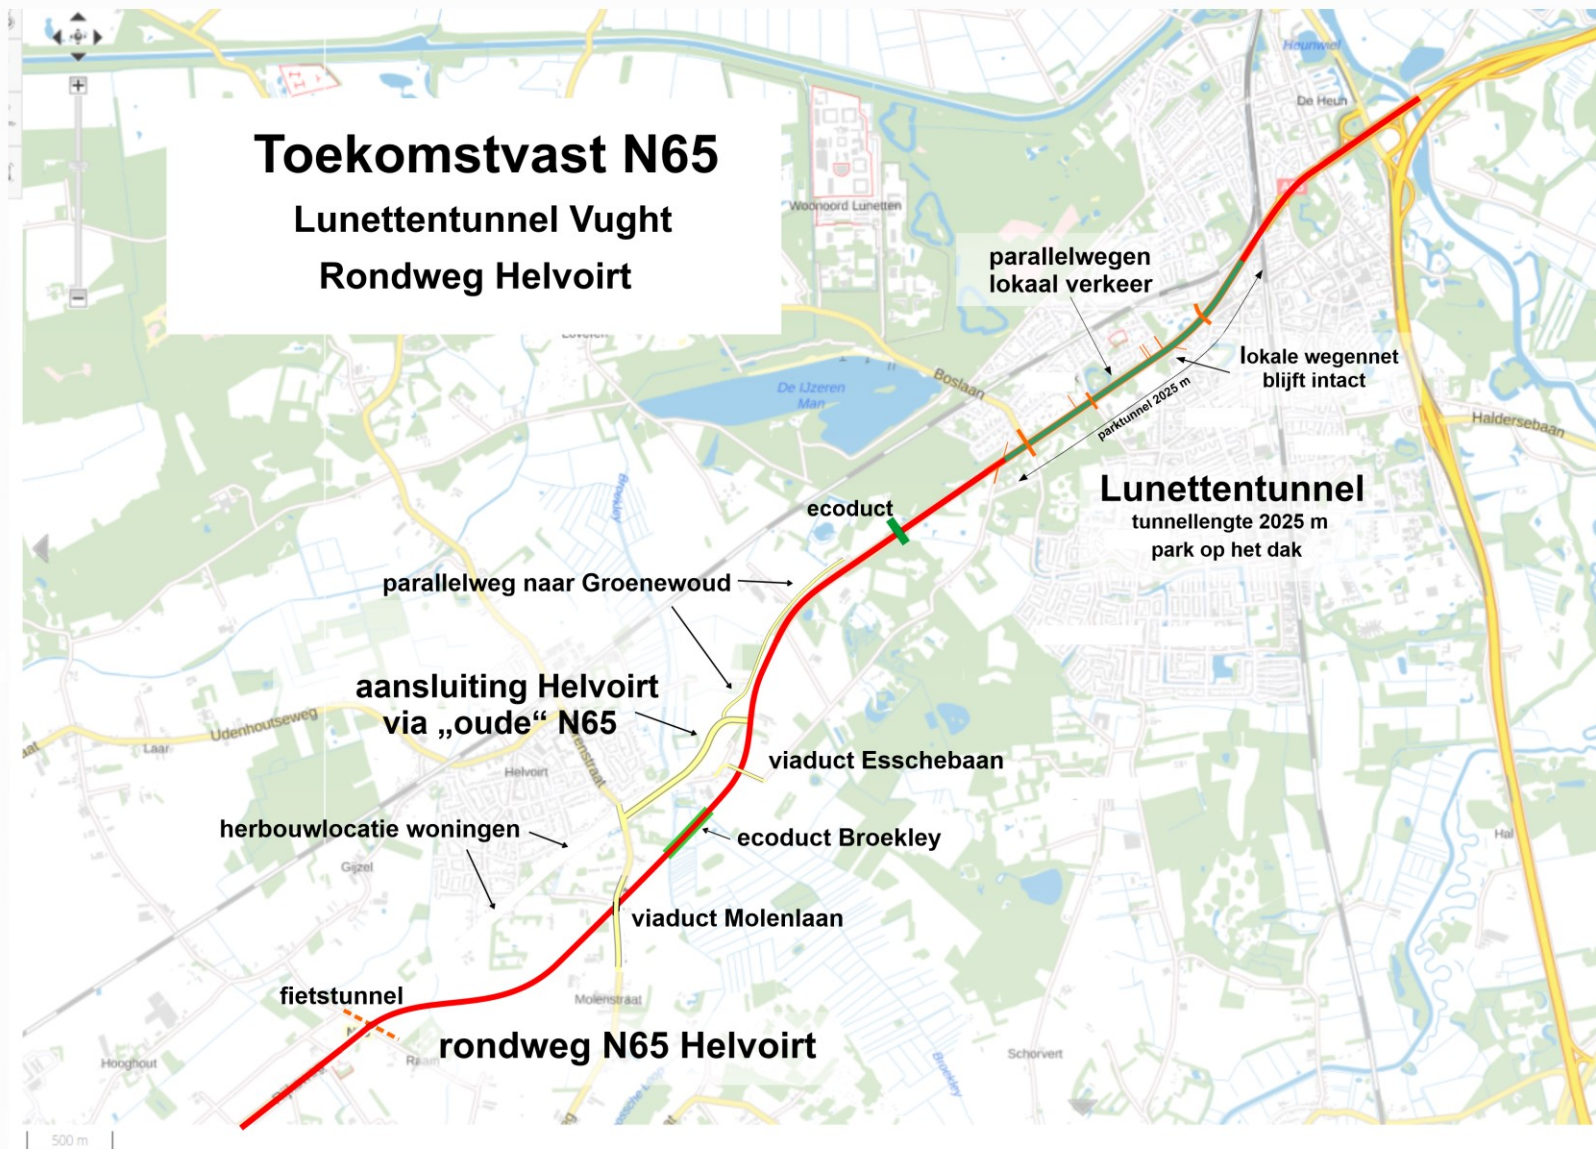 Toekomstvast N65
Lunettentunnel Vught
Rondweg Helvoirt
Heunwiel
De Heun
Woonoord Lunetten
parallelwegen
lokaal verkeer
lokale wegennet
blijft intact
De IJzeren
Man
Boslaan
parktunnel 2025 m
Haldersebaan
Lunettentunnel
tunnellengte 2025 m
park op het dak
Broekley
ecoduct
parallelweg naar Groenewoud
aansluiting Helvoirt
via „oude“ N65
Udenhoutseweg
Laar
Helvoirt
viaduct Esschebaan
herbouwlocatie woningen
ecoduct Broekley
Hal
Gijzel
viaduct Molenlaan
fietstunnel
Molenstraat
rondweg N65 Helvoirt
Hooghout
Raam
Schorvert
Broekley
500 m